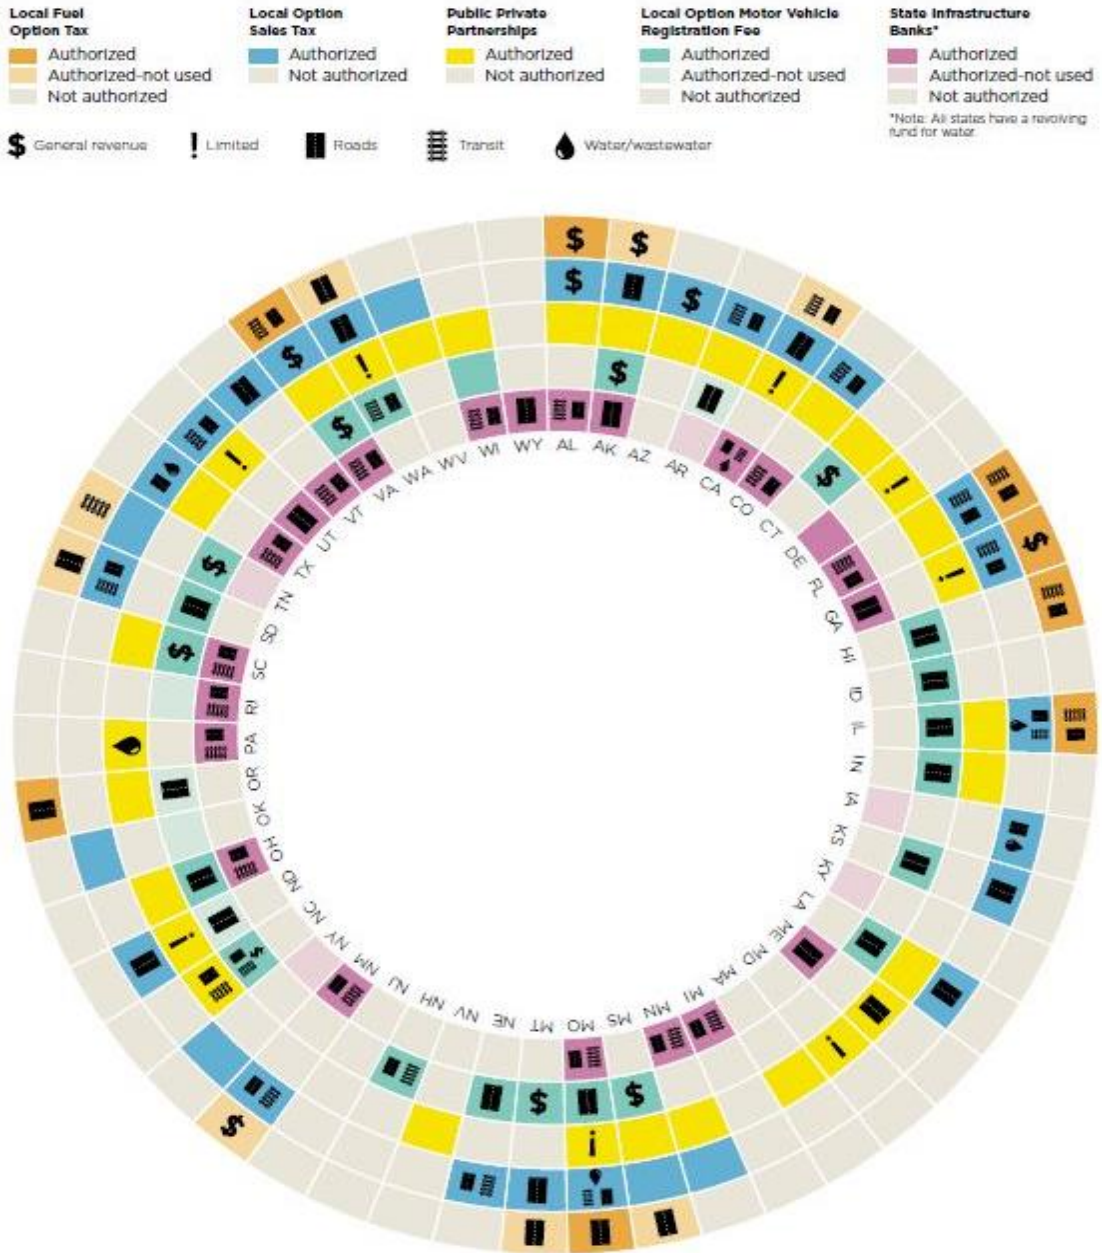 Local Fuel
Option Tax
Authorized
Authorized-not used
Not authorized
Local Option
Sales Tax
Authorized
Not authorized
Public Private
Partnerships
Authorized
Not authorized
Local Option Motor Vehicle
Registration Fee
Authorized
Authorized-not used
Not authorized
State Infrastructure
Banks*
Authorized
Authorized-not used
Not authorized
*Note: All states have a revolving
fund for water
$ General revenue
! Limited
Roads
Transit
Water/wastewater
AL
AK
AZ
AR
CA
CO
CT
DE
FL
GA
HI
ID
IL
IN
IA
KS
KY
LA
ME
MD
MA
MI
MN
MS
MO
MT
NE
NV
NH
NJ
NM
NY
NC
ND
OH
OK
OR
PA
RI
SC
SD
TN
TX
UT
VT
VA
WA
WV
WI
WY